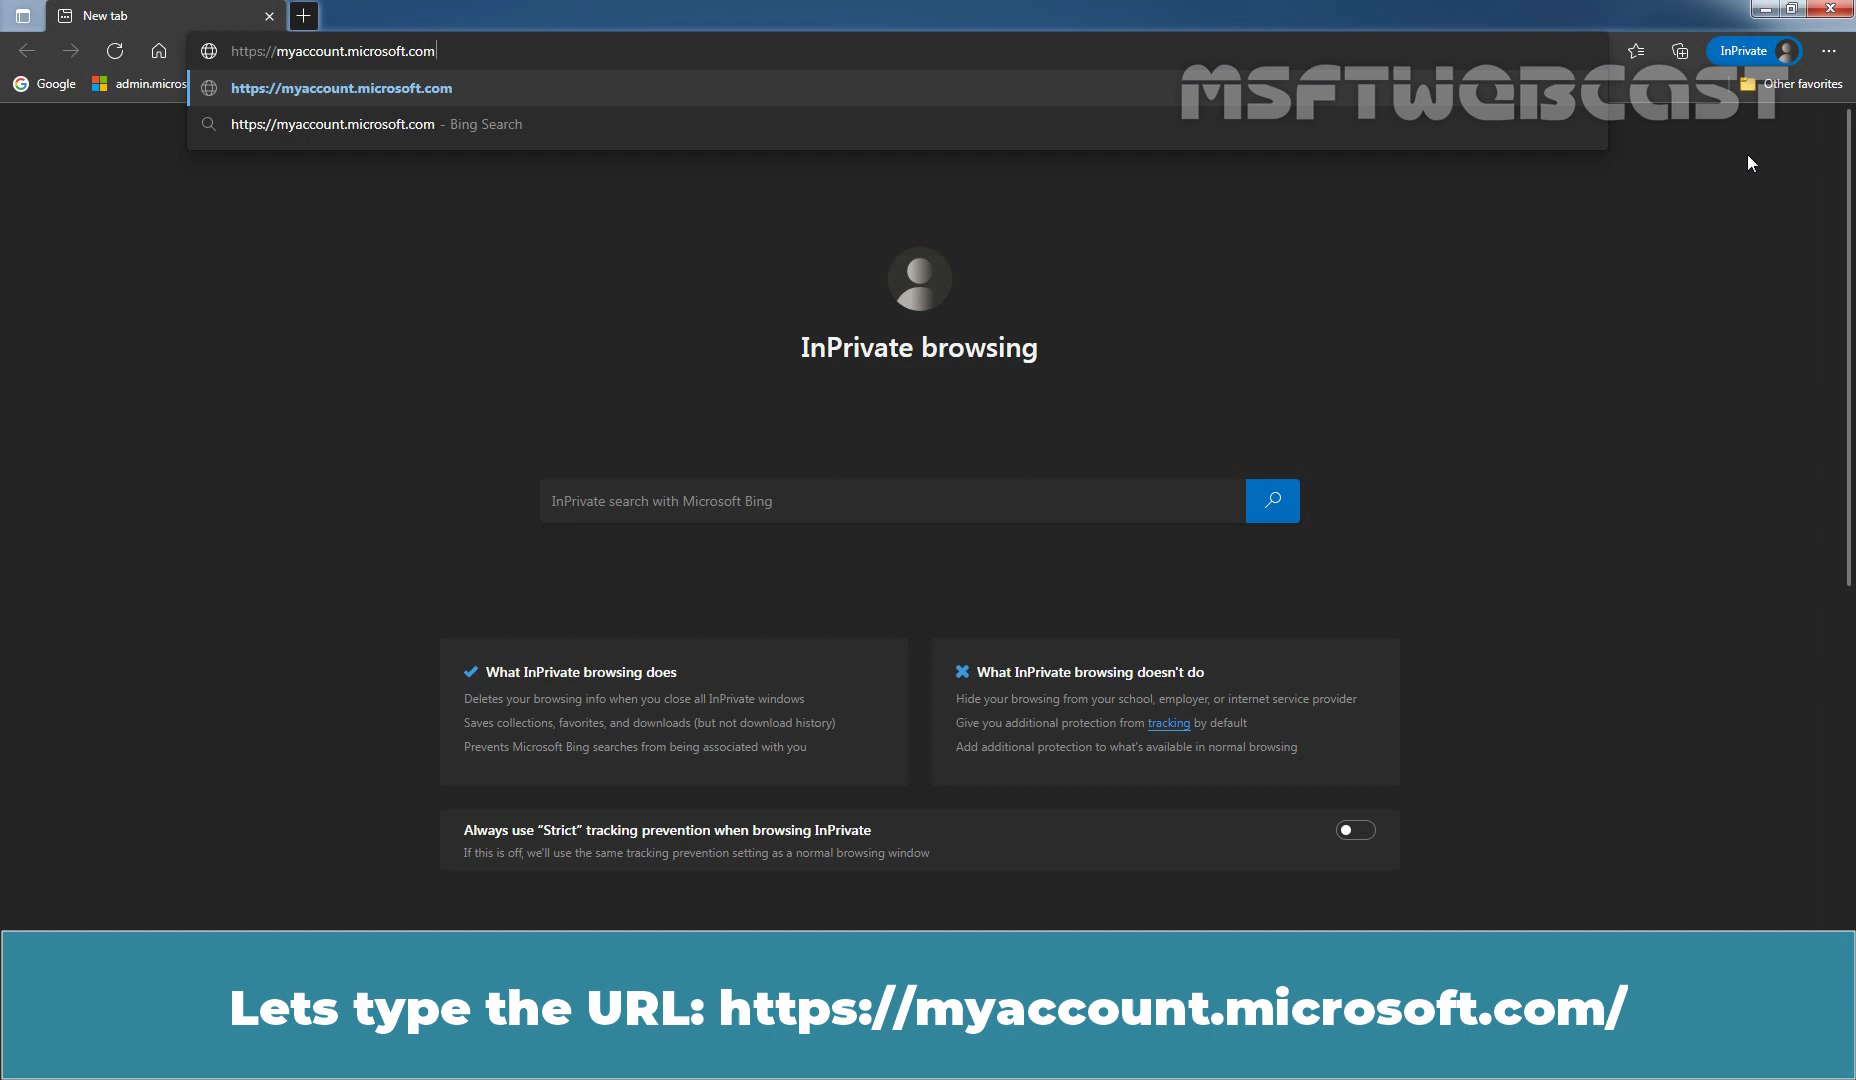 New tab
https://myaccount.microsoft.com
InPrivate
Google
admin.micros
https://myaccount.microsoft.com
MSFTWEBCAST
Other favorites
https://myaccount.microsoft.com - Bing Search
InPrivate browsing
InPrivate search with Microsoft Bing
What InPrivate browsing does
Deletes your browsing info when you close all InPrivate windows
Saves collections, favorites, and downloads (but not download history)
Prevents Microsoft Bing searches from being associated with you
What InPrivate browsing doesn't do
Hide your browsing from your school, employer, or internet service provider
Give you additional protection from tracking by default
Add additional protection to what's available in normal browsing
Always use “Strict” tracking prevention when browsing InPrivate
If this is off, we'll use the same tracking prevention setting as a normal browsing window
Lets type the URL: https://myaccount.microsoft.com/